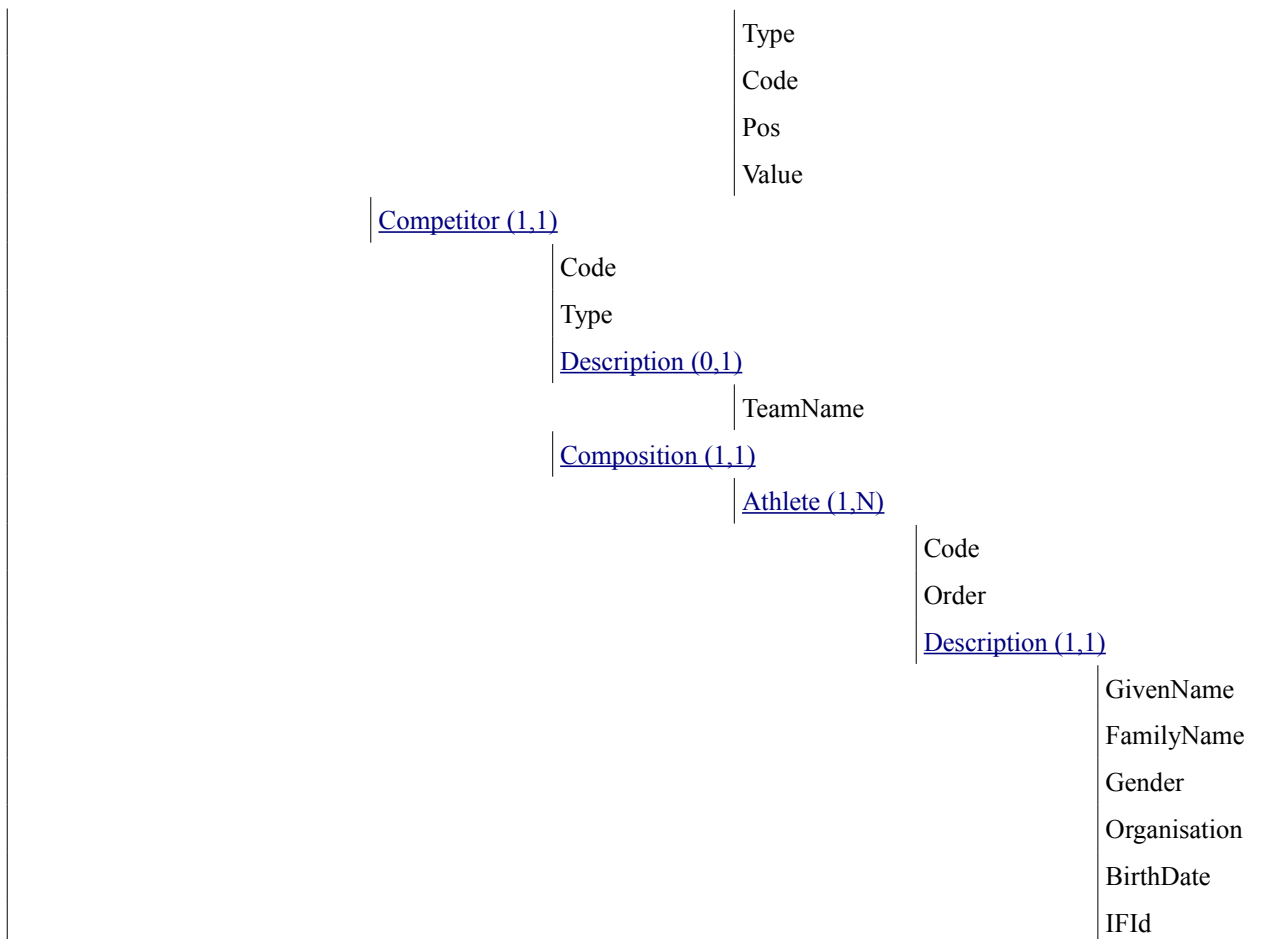 Type
Code
Pos
Value
Competitor (1,1)
Code
Type
Description (0,1)
TeamName
Composition (1,1)
Athlete (1,N)
Code
Order
Description (1,1)
GivenName
FamilyName
Gender
Organisation
BirthDate
IFId